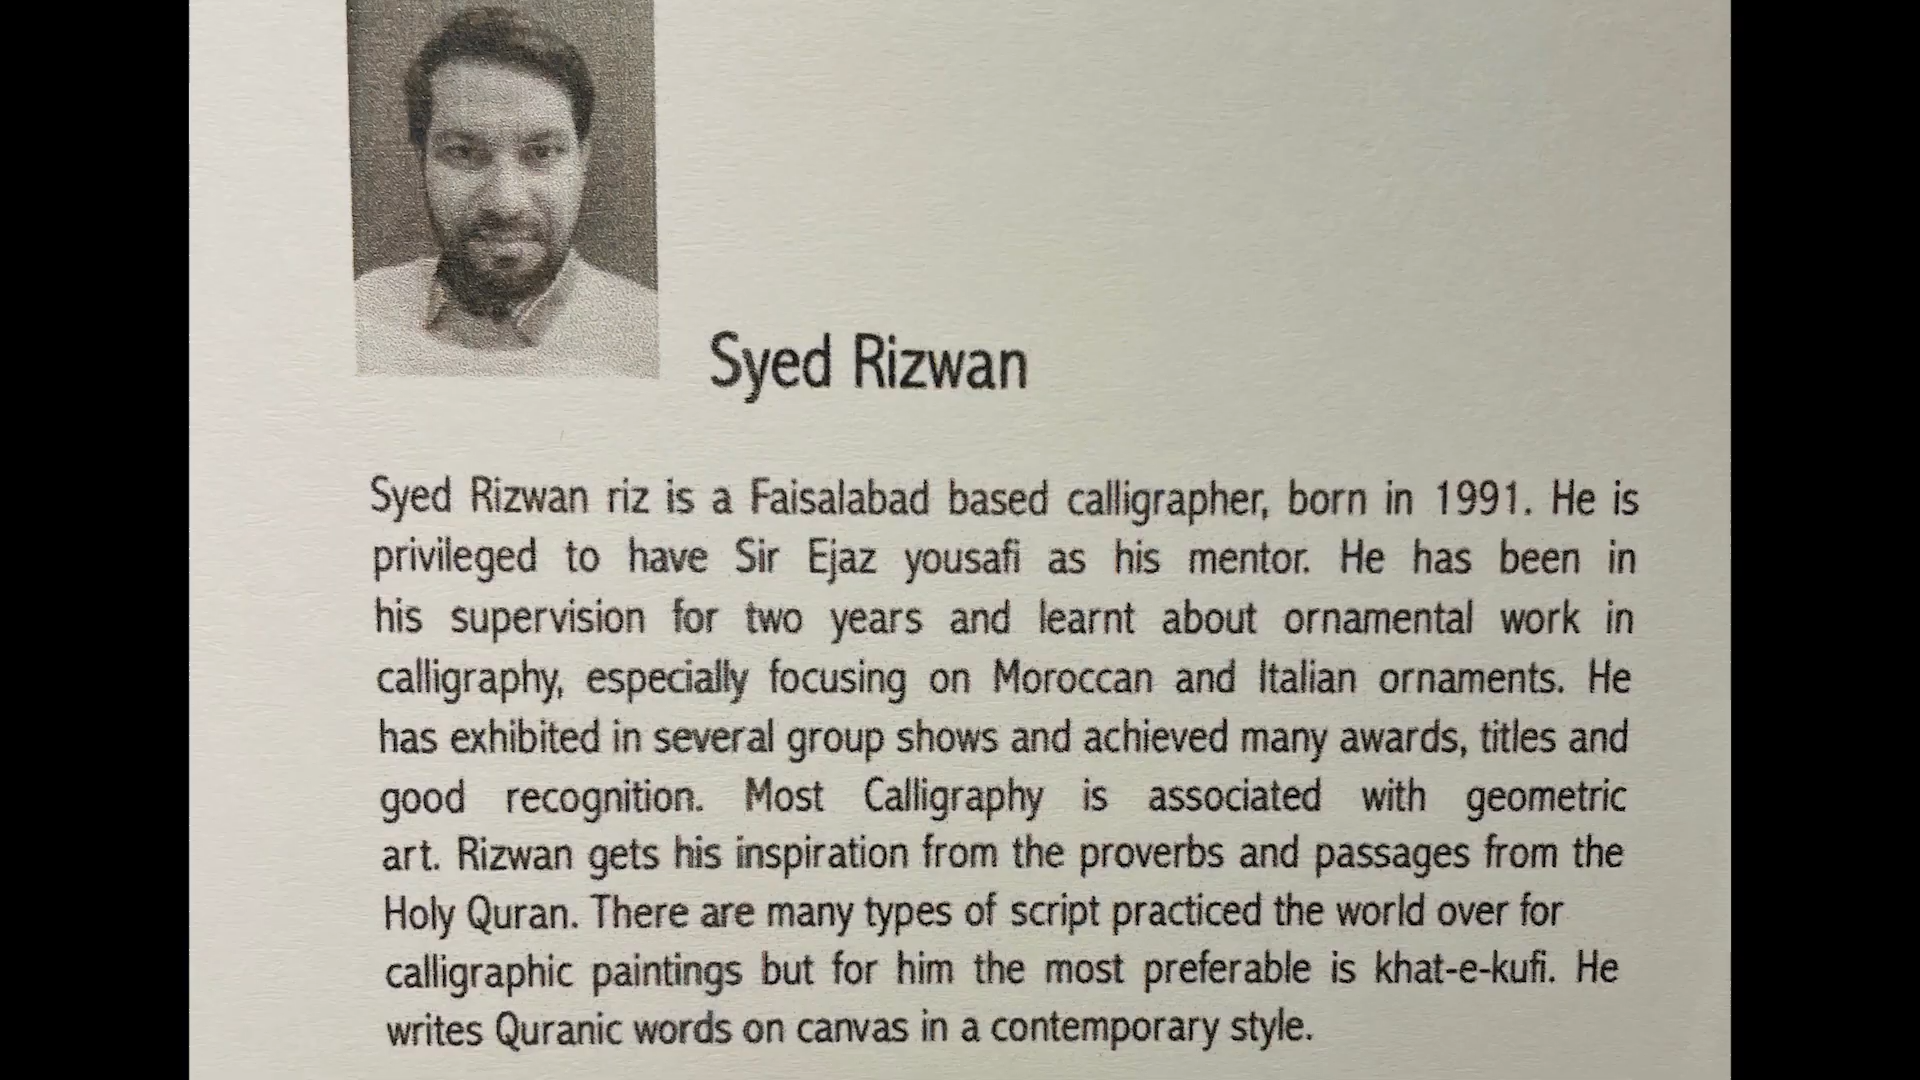 Syed Rizwan
Syed Rizwan riz is a Faisalabad based calligrapher, born in 1991. He is
privileged to have Sir Ejaz yousafi as his mentor. He has been in
his supervision for two years and learnt about ornamental work in
calligraphy, especially focusing on Moroccan and Italian ornaments. He
has exhibited in several group shows and achieved many awards, titles and
good recognition. Most Calligraphy is associated with geometric
art. Rizwan gets his inspiration from the proverbs and passages from the
Holy Quran. There are many types of script practiced the world over for
calligraphic paintings but for him the most preferable is khat-e-kufi. He
writes Quranic words on canvas in a contemporary style.